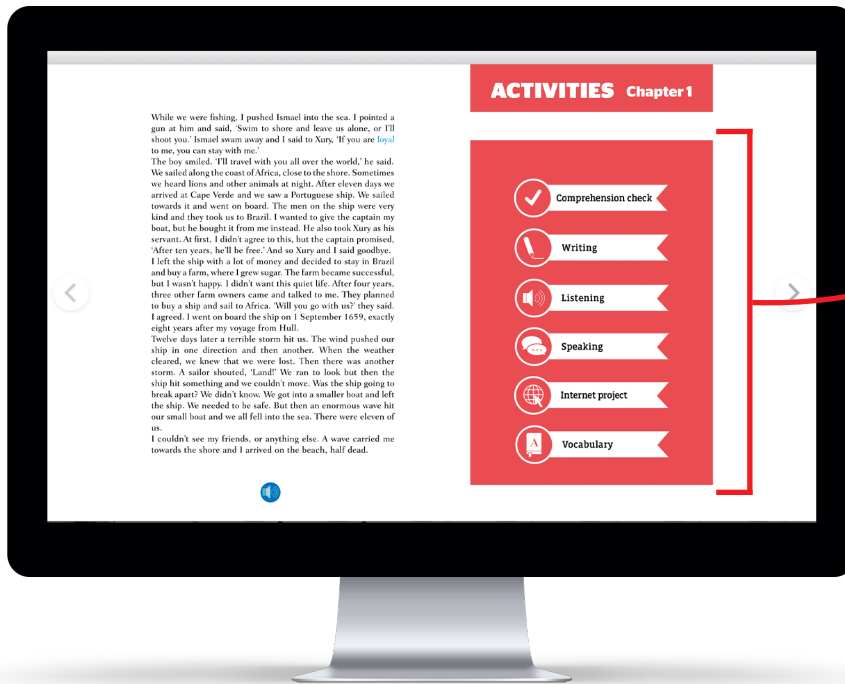 While we were fishing, I pushed Ismael into the sea. I pointed a
gun at him and said, 'Swim to shore and leave us alone, or I'll
shoot you.' Ismael swam away and I said to Xury, 'If you are loyal
to me, you can stay with me.'
The boy smiled. 'I'll travel with you all over the world,' he said.
We sailed along the coast of Africa, close to the shore. Sometimes
we heard lions and other animals at night. After eleven days we
arrived at Cape Verde and we saw a Portuguese ship. We sailed
towards it and went on board. The men on the ship were very
kind and they took us to Brazil. I wanted to give the captain my
boat, but he bought it from me instead. He also took Xury as his
servant. At first, I didn't agree to this, but the captain promised,
'After ten years, he'll be free.' And so Xury and I said goodbye.
I left the ship with a lot of money and decided to stay in Brazil
and buy a farm, where I grew sugar. The farm became successful,
but I wasn't happy. I didn't want this quiet life. After four years,
three other farm owners came and talked to me. They planned
to buy a ship and sail to Africa. 'Will you go with us?' they said.
I agreed. I went on board the ship on 1 September 1659, exactly
eight years after my voyage from Hull.
Twelve days later a terrible storm hit us. The wind pushed our
ship in one direction and then another. When the weather
cleared, we knew that we were lost. Then there was another
storm. A sailor shouted, 'Land!' We ran to look but then the
ship hit something and we couldn't move. Was the ship going to
break apart? We didn't know. We got into a smaller boat and left
the ship. We needed to be safe. But then an enormous wave hit
our small boat and we all fell into the sea. There were eleven of
us.
I couldn't see my friends, or anything else. A wave carried me
towards the shore and I arrived on the beach, half dead.
ACTIVITIES Chapter 1
Comprehension check
Writing
Listening
Speaking
Internet project
A
Vocabulary